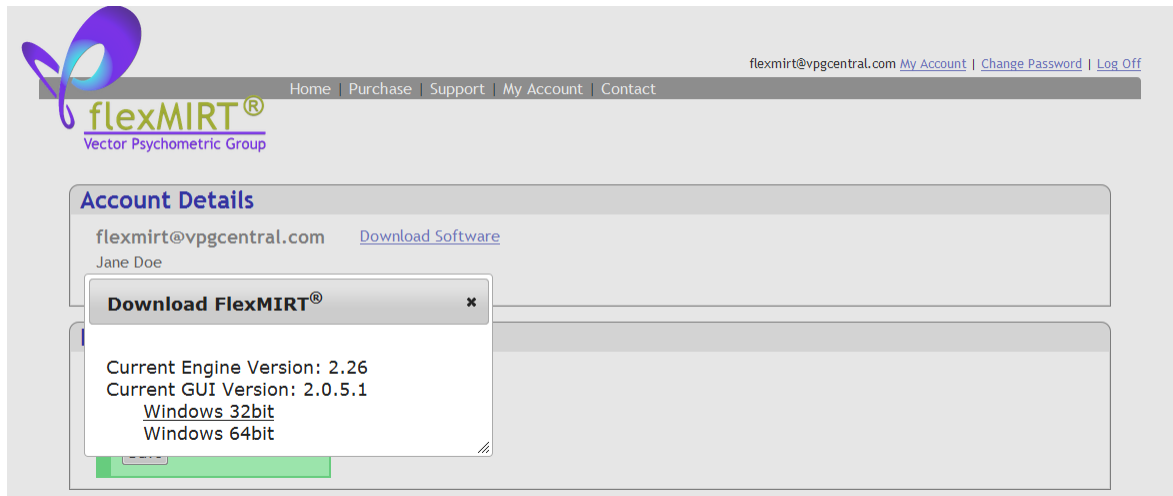 flexmirt@vpgcentral.com My Account | Change Password | Log Off
Home | Purchase | Support | My Account | Contact
flexMIRT®
Vector Psychometric Group
Account Details
flexmirt@vpgcentral.com Download Software
Jane Doe
Download FlexMIRT®
Current Engine Version: 2.26
Current GUI Version: 2.0.5.1
Windows 32bit
Windows 64bit